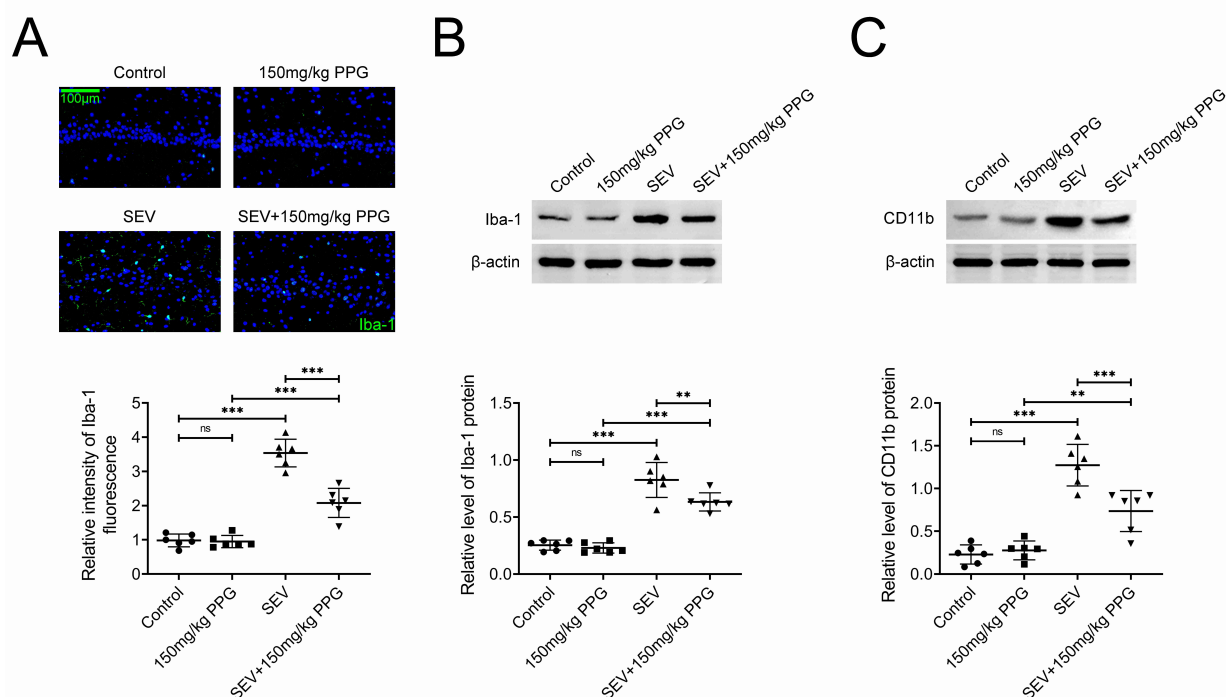 A
Control
150mg/kg PPG
100μm
SEV
SEV+150mg/kg PPG
Iba-1
Relative intensity of Iba-1
fluorescence
5
4
3
2
1
0
***
***
***
ns
Control
150mg/kg PPG
SEV
SEV+150mg/kg PPG
B
Control
150mg/kg PPG
SEV
SEV+150mg/kg PPG
Iba-1
β-actin
Relative level of Iba-1 protein
1.5
1.0
0.5
0.0
**
***
***
ns
Control
150mg/kg PPG
SEV
SEV+150mg/kg PPG
C
Control
150mg/kg PPG
SEV
SEV+150mg/kg PPG
CD11b
β-actin
Relative level of CD11b protein
2.0
1.5
1.0
0.5
0.0
***
**
***
ns
Control
150mg/kg PPG
SEV
SEV+150mg/kg PPG